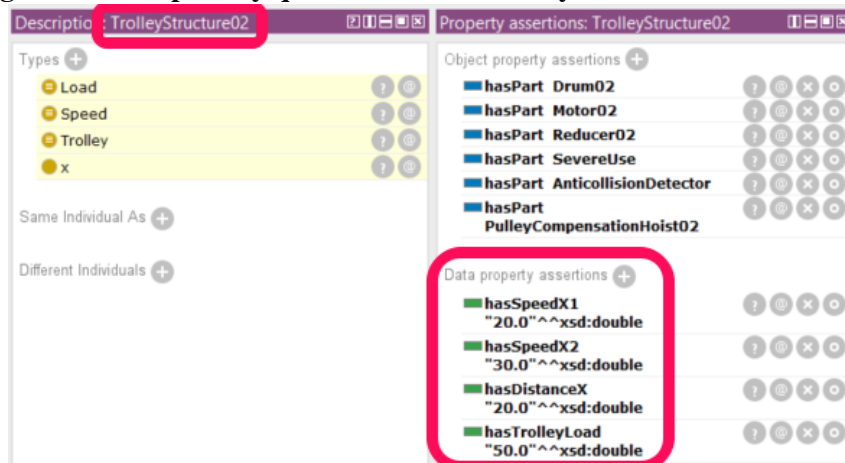 Description: TrolleyStructure02
Types
Load
Speed
Trolley
x
Same Individual As
Different Individuals
Property assertions: TrolleyStructure02
Object property assertions
hasPart Drum02
hasPart Motor02
hasPart Reducer02
hasPart SevereUse
hasPart AnticollisionDetector
hasPart
PulleyCompensationHoist02
Data property assertions
hasSpeedX1
"20.0"^^xsd:double
hasSpeedX2
"30.0"^^xsd:double
hasDistanceX
"20.0"^^xsd:double
hasTrolleyLoad
"50.0"^^xsd:double